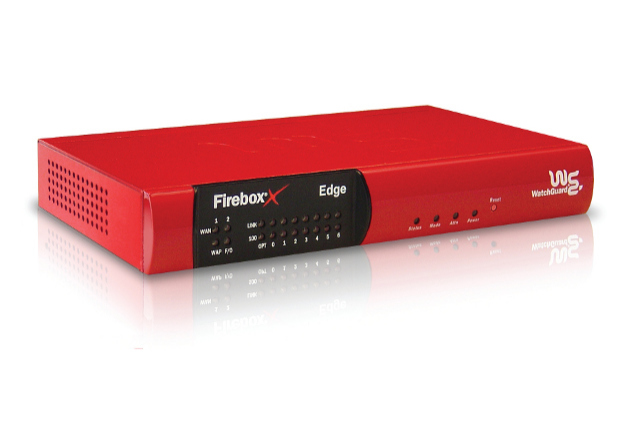 Firebox X Edge
1 2
WAN
WAP F/O
LINK
100
OPT 0 1 2 3 4 5 6
Status Mode Attn Power
Reset
WatchGuard